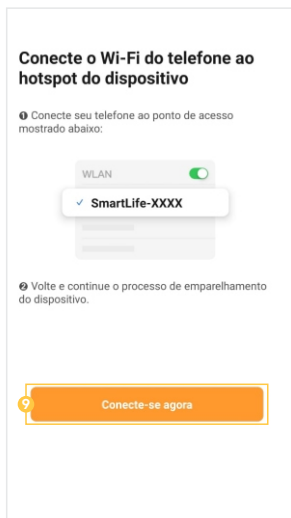 Conecte o Wi-Fi do telefone ao
hotspot do dispositivo
❶ Conecte seu telefone ao ponto de acesso
mostrado abaixo:
WLAN
✓ SmartLife-XXXX
❷ Volte e continue o processo de emparelhamento
do dispositivo.
9 Conecte-se agora